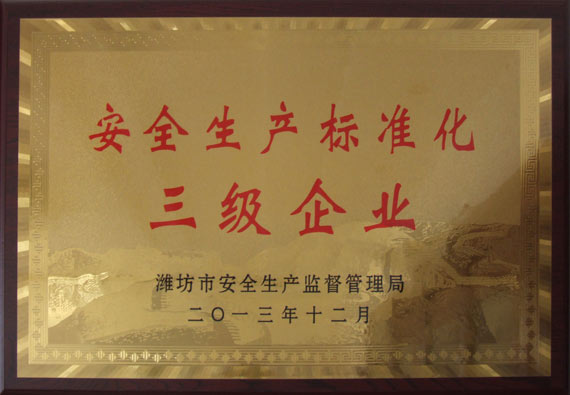 安全生产标准化
三级企业
潍坊市安全生产监督管理局
二〇一三年十二月